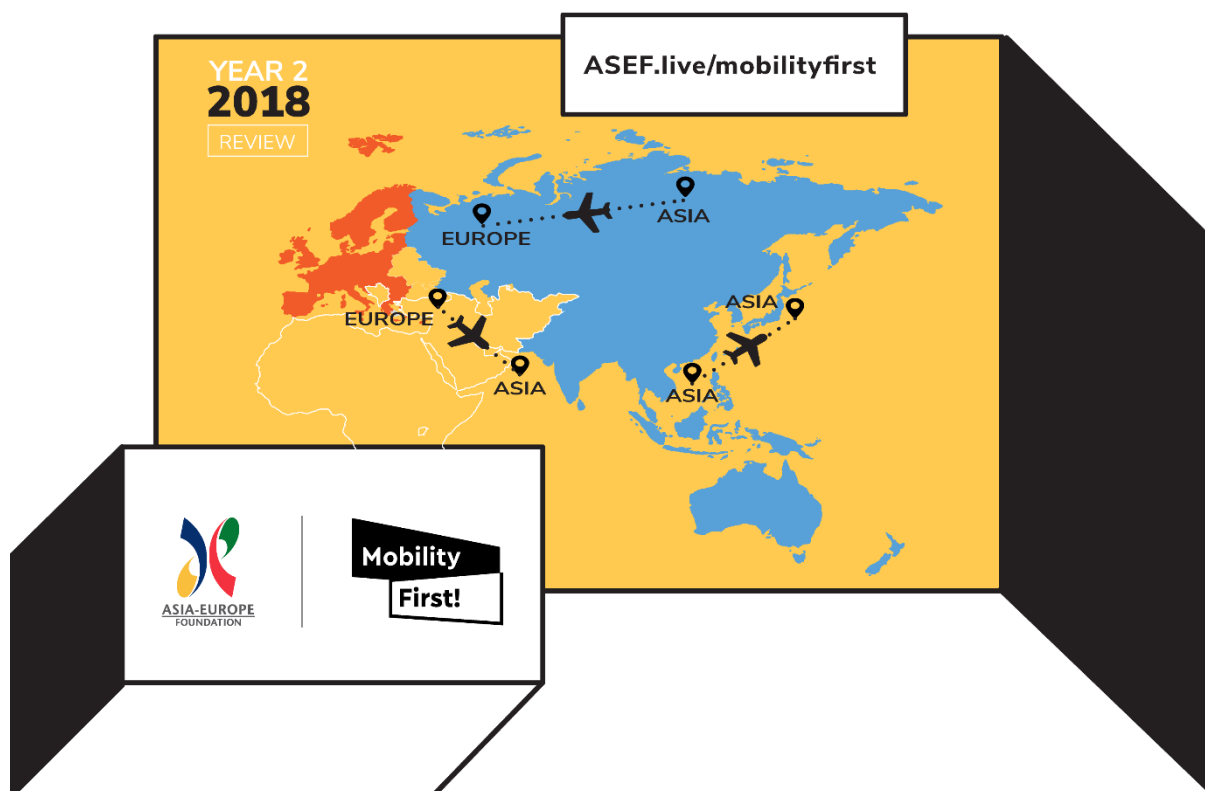 ASEF.live/mobilityfirst
YEAR 2
2018
REVIEW
ASIA
EUROPE
ASIA
EUROPE
ASIA
ASIA
Mobility
First!
ASIA-EUROPE
FOUNDATION